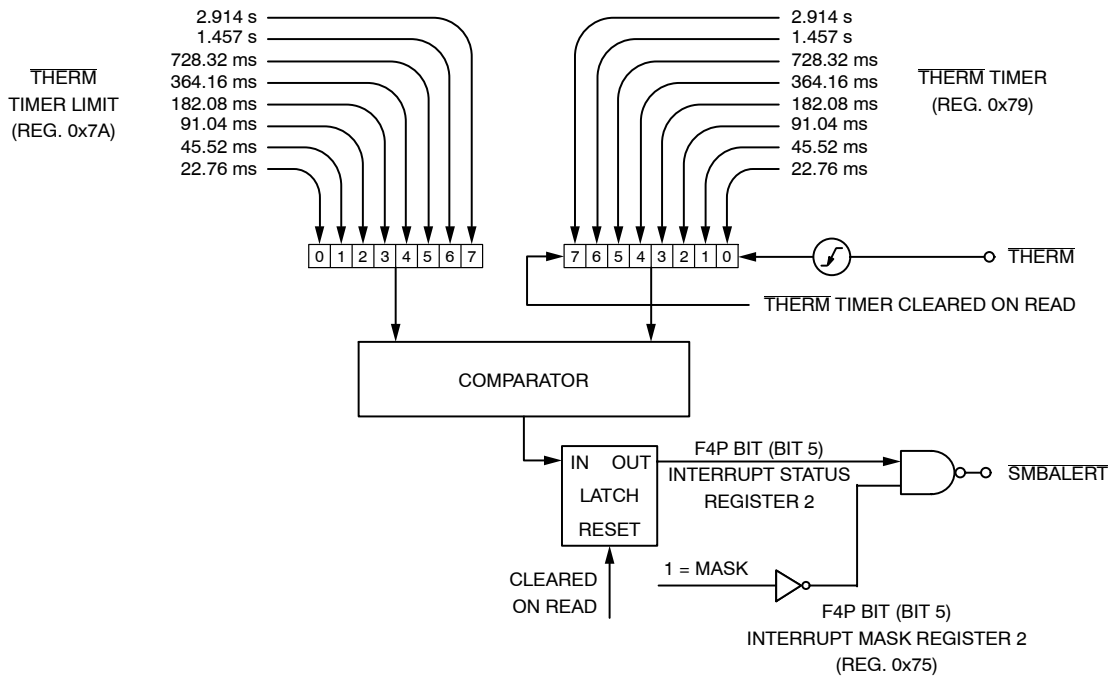 2.914 s
1.457 s
728.32 ms
364.16 ms
182.08 ms
91.04 ms
45.52 ms
22.76 ms
THERM
TIMER LIMIT
(REG. 0x7A)
2.914 s
1.457 s
728.32 ms
364.16 ms
182.08 ms
91.04 ms
45.52 ms
22.76 ms
THERM TIMER
(REG. 0x79)
0 1 2 3 4 5 6 7
7 6 5 4 3 2 1 0
THERM
THERM TIMER CLEARED ON READ
COMPARATOR
IN OUT
LATCH
RESET
F4P BIT (BIT 5)
INTERRUPT STATUS
REGISTER 2
SMBALERT
CLEARED
ON READ
1 = MASK
F4P BIT (BIT 5)
INTERRUPT MASK REGISTER 2
(REG. 0x75)